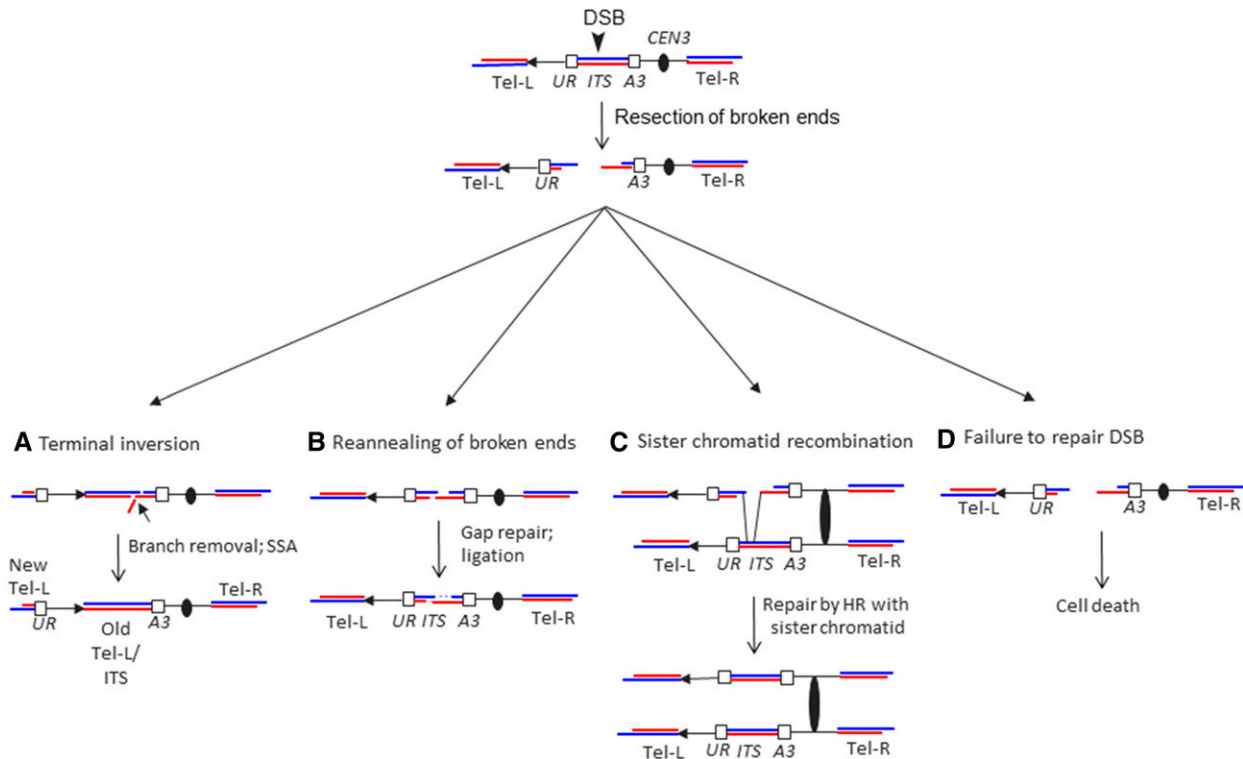 DSB
CEN3
Tel-L UR ITS A3 Tel-R
Resection of broken ends
Tel-L UR A3 Tel-R
A Terminal inversion
Branch removal; SSA
New
Tel-L
Tel-R
UR A3
Old
Tel-L/
ITS
B Reannealing of broken ends
Gap repair;
ligation
Tel-L UR ITS A3 Tel-R
C Sister chromatid recombination
Tel-L UR ITS A3 Tel-R
Repair by HR with
sister chromatid
Tel-L UR ITS A3 Tel-R
D Failure to repair DSB
Tel-L UR A3 Tel-R
Cell death